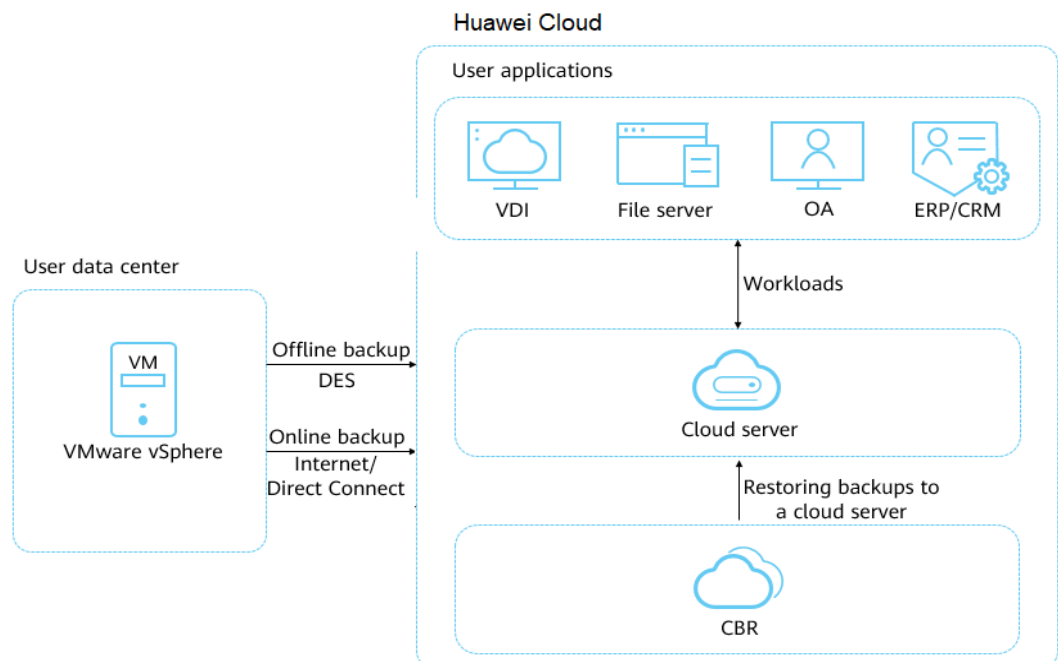 Huawei Cloud
User applications
VDI
File server
OA
ERP/CRM
Workloads
User data center
VM
VMware vSphere
Offline backup
DES
Online backup
Internet/
Direct Connect
Cloud server
Restoring backups to
a cloud server
CBR